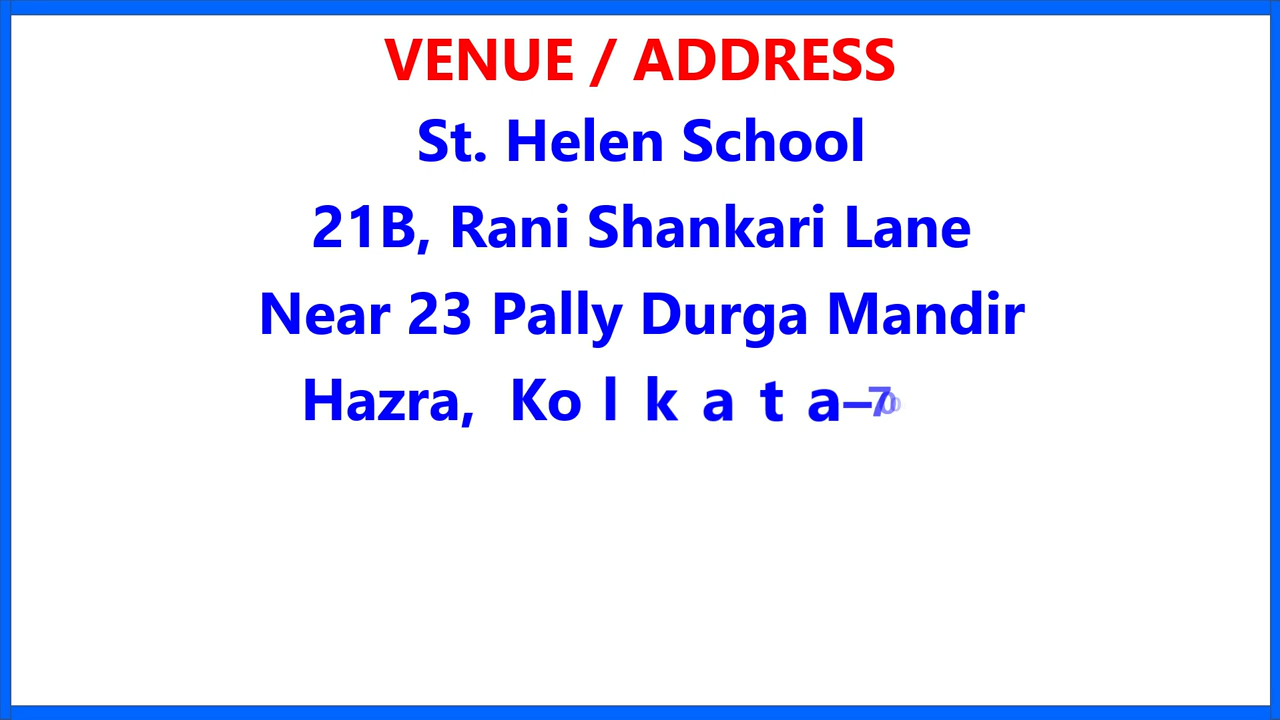 VENUE / ADDRESS
St. Helen School
21B, Rani Shankari Lane
Near 23 Pally Durga Mandir
Hazra, Kolkata–